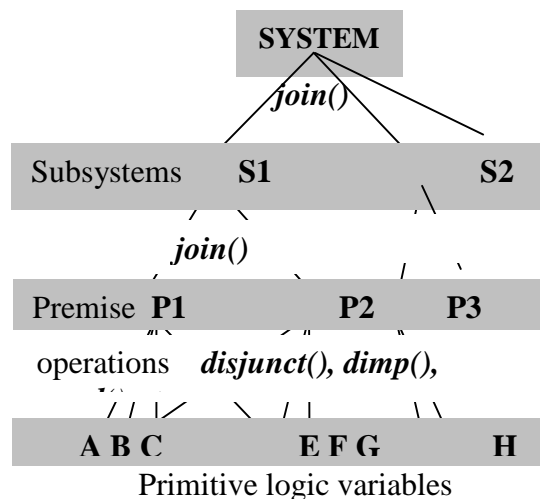 SYSTEM
join()
Subsystems S1 S2
join()
Premise P1 P2 P3
operations disjunct(), dimp(),
A B C E F G H
Primitive logic variables